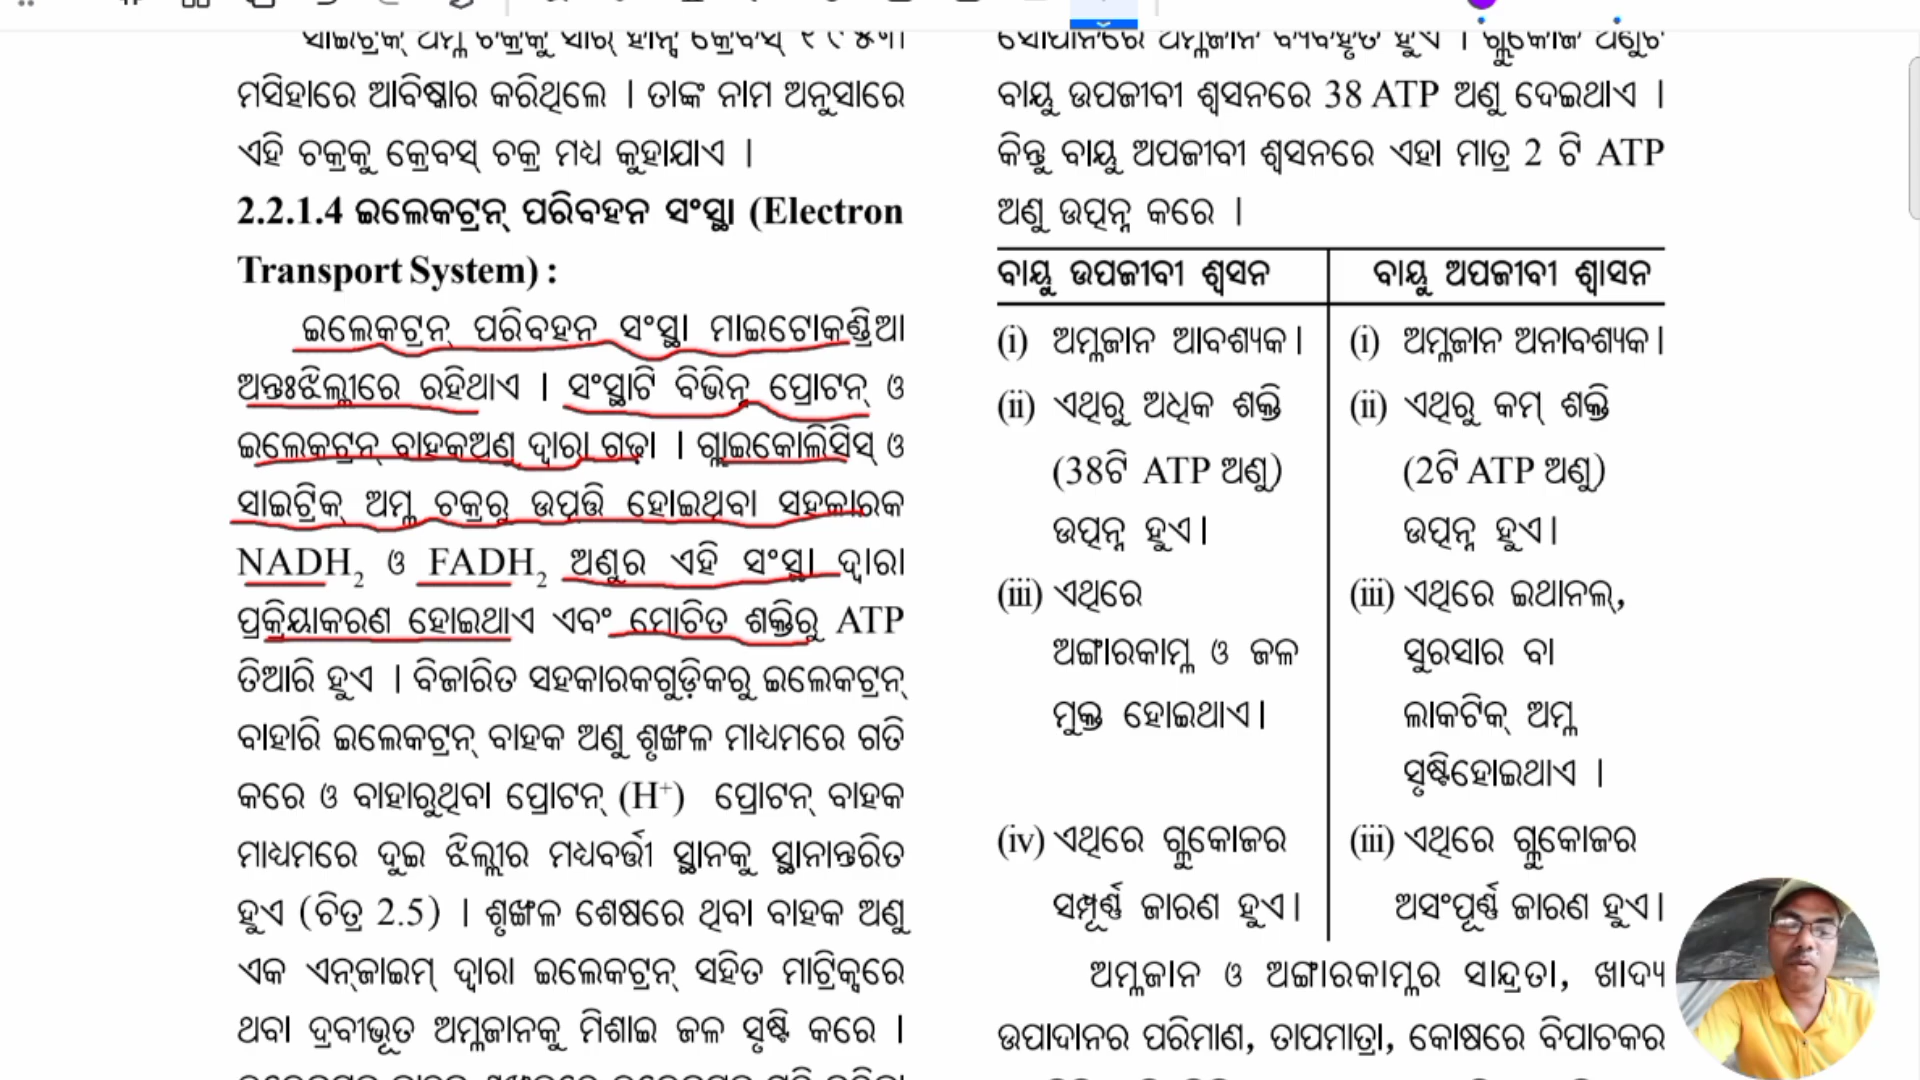 ମସିହାରେ ଆବିଷ୍କାର କରିଥିଲେ । ତାଙ୍କ ନାମ ଅନୁସାରେ
ଏହି ଚକ୍ରକୁ କ୍ରେବସ୍ ଚକ୍ର ମଧ୍ୟ କୁହାଯାଏ ।
2.2.1.4 ଇଲେକଟ୍ରନ୍ ପରିବହନ ସଂସ୍ଥା (Electron
Transport System) :
ଇଲେକଟ୍ରନ୍ ପରିବହନ ସଂସ୍ଥା ମାଇଟୋକଣ୍ଡ୍ରିଆ
ଅନ୍ତଃଝିଲ୍ଲୀରେ ରହିଥାଏ । ସଂସ୍ଥାଟି ବିଭିନ୍ନ ପ୍ରୋଟନ୍ ଓ
ଇଲେକଟ୍ରନ୍ ବାହକଅଣୁ ଦ୍ୱାରା ଗଢ଼ା । ଗ୍ଲାଇକୋଲିସିସ୍ ଓ
ସାଇଟ୍ରିକ୍ ଅମ୍ଳ ଚକ୍ରରୁ ଉତ୍ପତ୍ତି ହୋଇଥିବା ସହକାରକ
NADH₂ ଓ FADH₂ ଅଣୁର ଏହି ସଂସ୍ଥା ଦ୍ୱାରା
ପ୍ରକ୍ରିୟାକରଣ ହୋଇଥାଏ ଏବଂ ମୋଚିତ ଶକ୍ତିରୁ ATP
ତିଆରି ହୁଏ । ବିଜାରିତ ସହକାରକଗୁଡ଼ିକରୁ ଇଲେକଟ୍ରନ୍
ବାହାରି ଇଲେକଟ୍ରନ୍ ବାହକ ଅଣୁ ଶୃଙ୍ଖଳ ମାଧ୍ୟମରେ ଗତି
କରେ ଓ ବାହାରୁଥିବା ପ୍ରୋଟନ୍ (H⁺) ପ୍ରୋଟନ୍ ବାହକ
ମାଧ୍ୟମରେ ଦୁଇ ଝିଲ୍ଲୀର ମଧ୍ୟବର୍ତ୍ତୀ ସ୍ଥାନକୁ ସ୍ଥାନାନ୍ତରିତ
ହୁଏ (ଚିତ୍ର 2.5) । ଶୃଙ୍ଖଳ ଶେଷରେ ଥିବା ବାହକ ଅଣୁ
ଏକ ଏନ୍‌ଜାଇମ୍ ଦ୍ୱାରା ଇଲେକଟ୍ରନ୍ ସହିତ ମାଟ୍ରିକ୍ସରେ
ଥିବା ଦ୍ରବୀଭୂତ ଅମ୍ଳଜାନକୁ ମିଶାଇ ଜଳ ସୃଷ୍ଟି କରେ ।
ସୋପାନରେ ଅମ୍ଳଜାନ ବ୍ୟବହୃତ ହୁଏ । ଗ୍ଲୁକୋଜ ଅଣୁଟି
ବାୟୁ ଉପଜୀବୀ ଶ୍ୱସନରେ 38 ATP ଅଣୁ ଦେଇଥାଏ ।
କିନ୍ତୁ ବାୟୁ ଅପଜୀବୀ ଶ୍ୱସନରେ ଏହା ମାତ୍ର 2 ଟି ATP
ଅଣୁ ଉତ୍ପନ୍ନ କରେ ।
ବାୟୁ ଉପଜୀବୀ ଶ୍ୱସନ
(i) ଅମ୍ଳଜାନ ଆବଶ୍ୟକ ।
(ii) ଏଥିରୁ ଅଧିକ ଶକ୍ତି
(38ଟି ATP ଅଣୁ)
ଉତ୍ପନ୍ନ ହୁଏ ।
(iii) ଏଥିରେ
ଅଙ୍ଗାରକାମ୍ଳ ଓ ଜଳ
ମୁକ୍ତ ହୋଇଥାଏ ।
(iv) ଏଥିରେ ଗ୍ଲୁକୋଜର
ସମ୍ପୂର୍ଣ୍ଣ ଜାରଣ ହୁଏ ।
ବାୟୁ ଅପଜୀବୀ ଶ୍ୱାସନ
(i) ଅମ୍ଳଜାନ ଅନାବଶ୍ୟକ ।
(ii) ଏଥିରୁ କମ୍ ଶକ୍ତି
(2ଟି ATP ଅଣୁ)
ଉତ୍ପନ୍ନ ହୁଏ ।
(iii) ଏଥିରେ ଇଥାନଲ୍,
ସୁରସାର ବା
ଲାକଟିକ୍ ଅମ୍ଳ
ସୃଷ୍ଟିହୋଇଥାଏ ।
(iii) ଏଥିରେ ଗ୍ଲୁକୋଜର
ଅସଂପୂର୍ଣ୍ଣ ଜାରଣ ହୁଏ ।
ଅମ୍ଳଜାନ ଓ ଅଙ୍ଗାରକାମ୍ଳର ସାନ୍ଦ୍ରତା, ଖାଦ୍ୟ
ଉପାଦାନର ପରିମାଣ, ତାପମାତ୍ରା, କୋଷରେ ବିପାଚକର